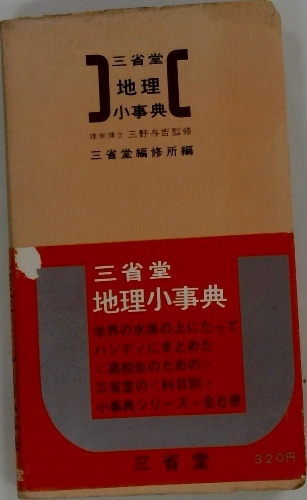 三省堂
地理
小事典
理学博士 三野与吉監修
三省堂編修所編
三省堂
地理小事典
学界の水準の上にたって
ハンディにまとめた
〈高校生のための〉
三省堂の〈科目別〉
小事典シリーズ―全6冊
三省堂
320円